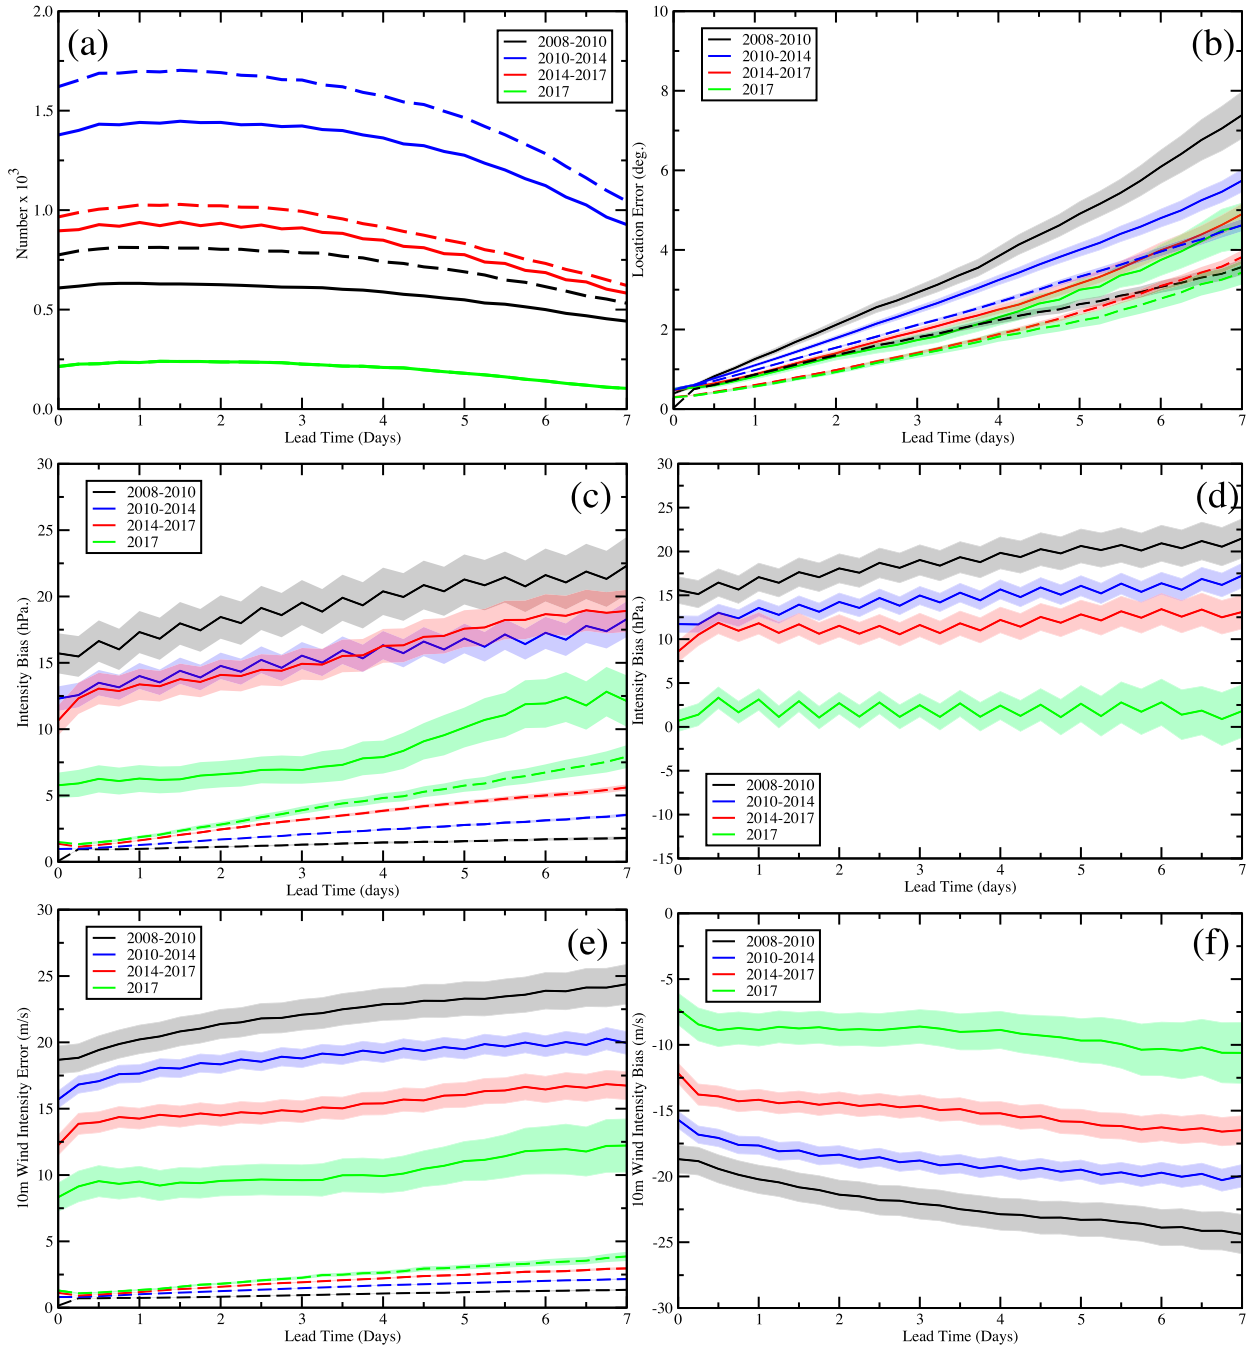 (a)
2008-2010
2010-2014
2014-2017
2017
Number x 10^3
2.0
1.5
1.0
0.5
0.0
0 1 2 3 4 5 6 7
Lead Time (Days)
(b)
2008-2010
2010-2014
2014-2017
2017
Location Error (deg.)
10
8
6
4
2
0
0 1 2 3 4 5 6 7
Lead Time (days)
(c)
2008-2010
2010-2014
2014-2017
2017
Intensity Bias (hPa.)
30
25
20
15
10
5
0
0 1 2 3 4 5 6 7
Lead Time (days)
(d)
2008-2010
2010-2014
2014-2017
2017
Intensity Bias (hPa.)
30
25
20
15
10
5
0
-5
-10
-15
0 1 2 3 4 5 6 7
Lead Time (days)
(e)
2008-2010
2010-2014
2014-2017
2017
10m Wind Intensity Error (m/s)
30
25
20
15
10
5
0
0 1 2 3 4 5 6 7
Lead Time (Days)
(f)
2008-2010
2010-2014
2014-2017
2017
10m Wind Intensity Bias (m/s)
0
-5
-10
-15
-20
-25
-30
0 1 2 3 4 5 6 7
Lead Time (Days)